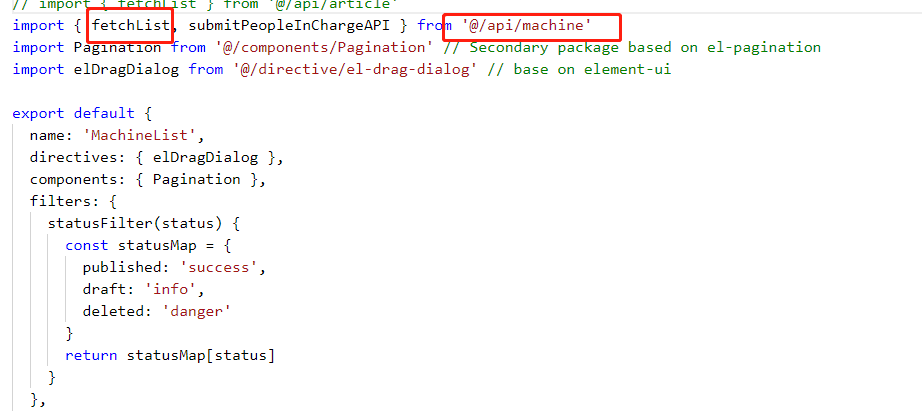 // import { fetchList } from '@/api/article'
import { fetchList, submitPeopleInChargeAPI } from '@/api/machine'
import Pagination from '@/components/Pagination' // Secondary package based on el-pagination
import elDragDialog from '@/directive/el-drag-dialog' // base on element-ui
export default {
name: 'MachineList',
directives: { elDragDialog },
components: { Pagination },
filters: {
statusFilter(status) {
const statusMap = {
published: 'success',
draft: 'info',
deleted: 'danger'
}
return statusMap[status]
}
},